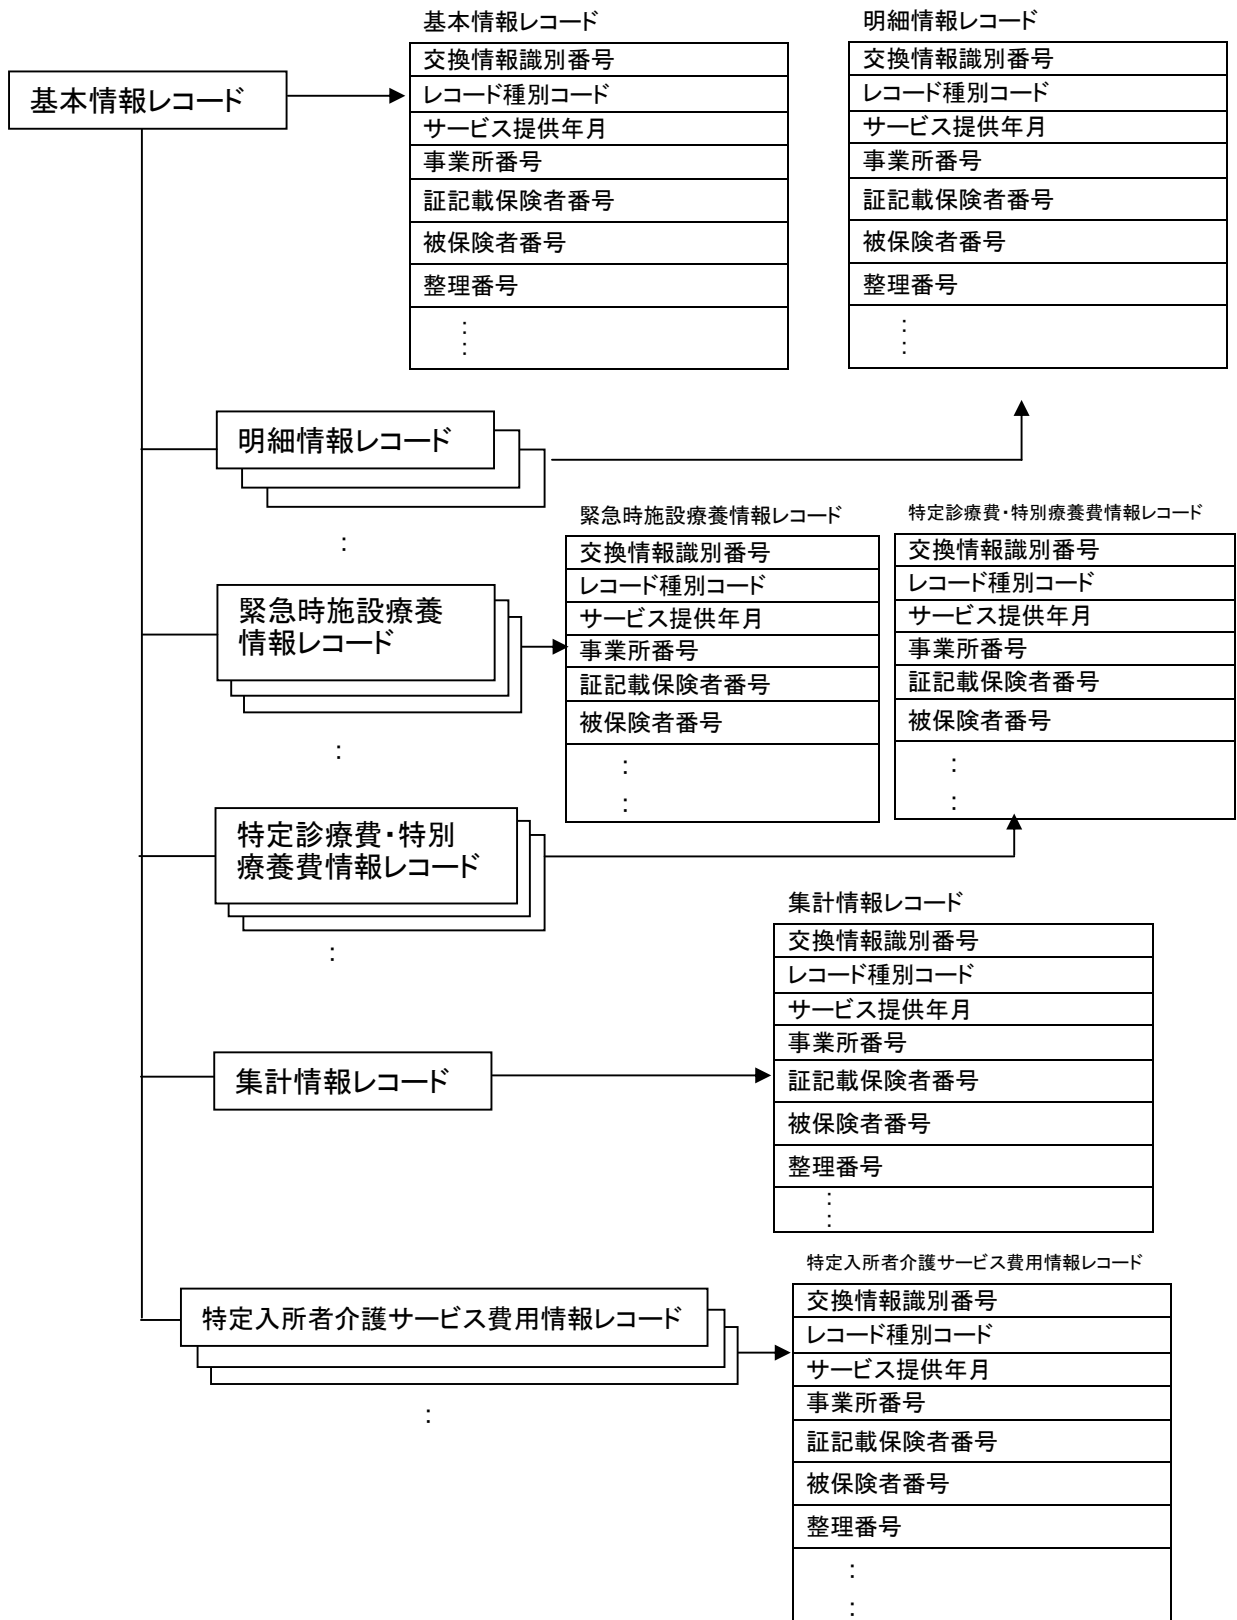 基本情報レコード
基本情報レコード
交換情報識別番号
レコード種別コード
サービス提供年月
事業所番号
証記載保険者番号
被保険者番号
整理番号
:
:
明細情報レコード
交換情報識別番号
レコード種別コード
サービス提供年月
事業所番号
証記載保険者番号
被保険者番号
整理番号
:
:
明細情報レコード
:
緊急時施設療養
情報レコード
:
緊急時施設療養情報レコード
交換情報識別番号
レコード種別コード
サービス提供年月
事業所番号
証記載保険者番号
被保険者番号
:
:
特定診療費・特別療養費情報レコード
交換情報識別番号
レコード種別コード
サービス提供年月
事業所番号
証記載保険者番号
被保険者番号
:
:
特定診療費・特別
療養費情報レコード
:
集計情報レコード
集計情報レコード
交換情報識別番号
レコード種別コード
サービス提供年月
事業所番号
証記載保険者番号
被保険者番号
整理番号
:
:
特定入所者介護サービス費用情報レコード
:
特定入所者介護サービス費用情報レコード
交換情報識別番号
レコード種別コード
サービス提供年月
事業所番号
証記載保険者番号
被保険者番号
整理番号
:
: